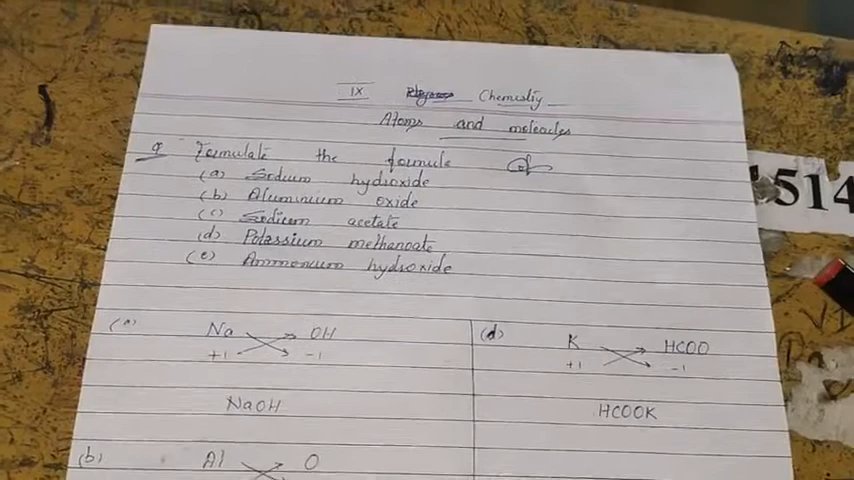 IX Chemistry
Atoms and molecules
Q Formulate the formule of
(a) Sodium hydroxide
(b) Aluminium oxide
(c) Sodium acetate
(d) Potassium methanoate
(e) Ammonium hydroxide
(a) Na OH
+1 -1
NaOH
(d) K HCOO
+1 -1
HCOOK
(b) Al O
514